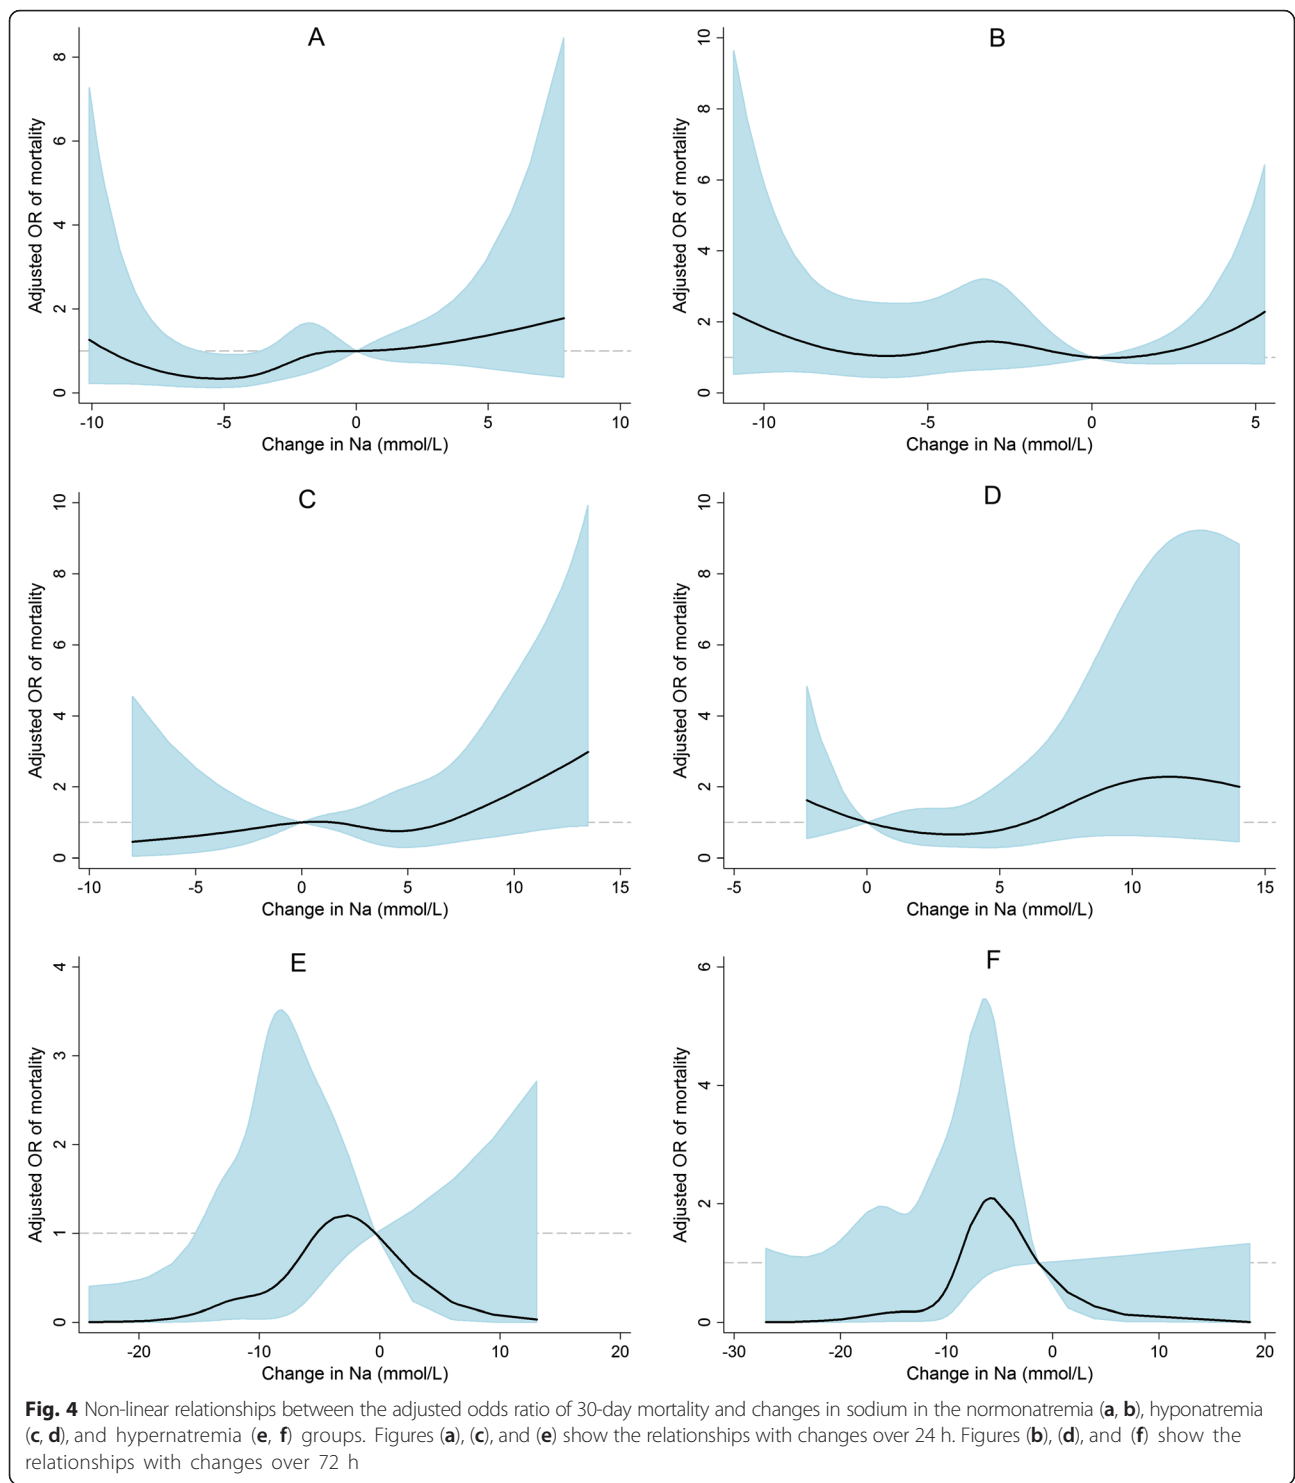 A
Adjusted OR of mortality
8
6
4
2
0
-10 -5 0 5 10
Change in Na (mmol/L)
B
Adjusted OR of mortality
10
8
6
4
2
0
-10 -5 0 5
Change in Na (mmol/L)
C
Adjusted OR of mortality
10
8
6
4
2
0
-10 -5 0 5 10 15
Change in Na (mmol/L)
D
Adjusted OR of mortality
10
8
6
4
2
0
-5 0 5 10 15
Change in Na (mmol/L)
E
Adjusted OR of mortality
4
3
2
1
0
-20 -10 0 10 20
Change in Na (mmol/L)
F
Adjusted OR of mortality
6
4
2
0
-30 -20 -10 0 10 20
Change in Na (mmol/L)
Fig. 4 Non-linear relationships between the adjusted odds ratio of 30-day mortality and changes in sodium in the normonatremia (a, b), hyponatremia
(c, d), and hypernatremia (e, f) groups. Figures (a), (c), and (e) show the relationships with changes over 24 h. Figures (b), (d), and (f) show the
relationships with changes over 72 h